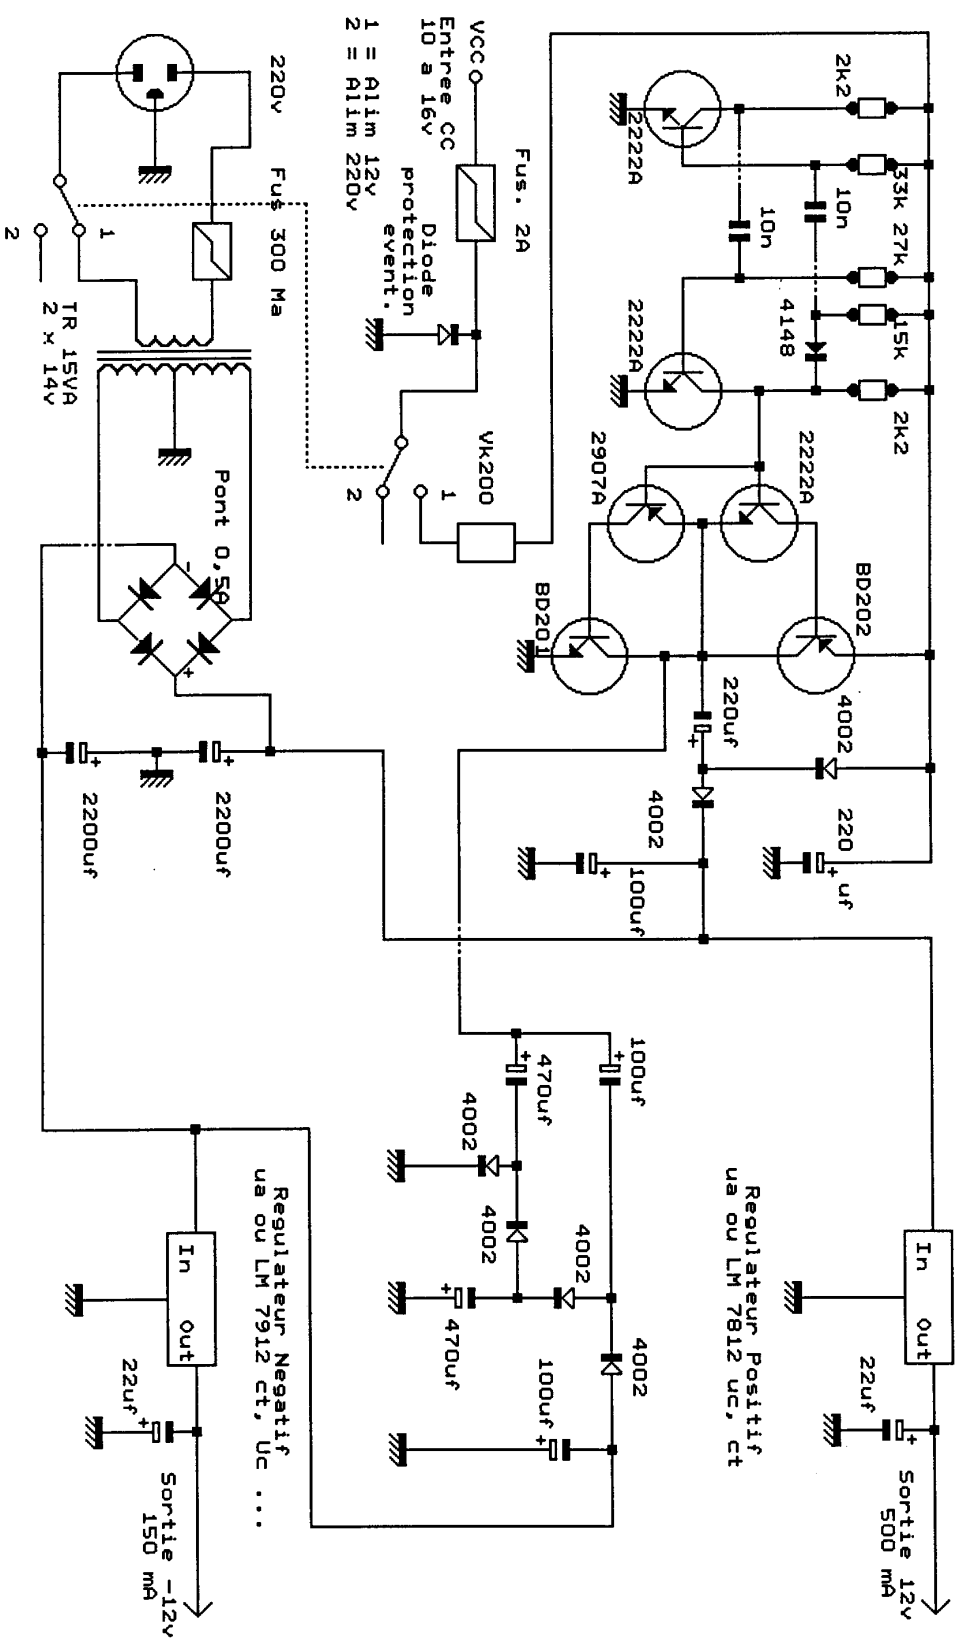 VCC
Entree CC
10 a 16v
1 = Alim 12v
2 = Alim 220v
Fus. 2A
Diode
protection
event.
Vk200
1
2
220v
Fus 300 Ma
1
2
TR 15VA
2 x 14v
Pont 0,5A
-
+
2k2
33k
27k
15k
2k2
10n
10n
4148
2222A
2222A
2222A
2907A
BD202
BD201
220uf
+
4002
4002
220 uf
+
100uf
+
2200uf
+
2200uf
+
100uf
+
470uf
+
4002
4002
4002
4002
470uf
+
100uf
+
Regulateur Positif
ua ou LM 7812 uc, ct
In Out
22uf
+
Sortie 12v
500 mA
Regulateur Negatif
ua ou LM 7912 ct, Uc ...
In Out
22uf
+
Sortie -12v
150 mA